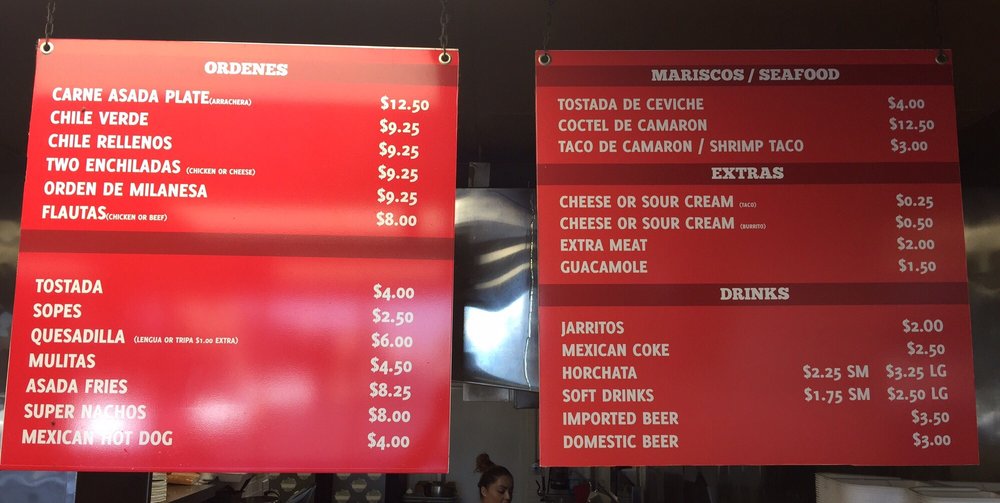 ORDENES
CARNE ASADA PLATE (ARRACHERA) $12.50
CHILE VERDE $9.25
CHILE RELLENOS $9.25
TWO ENCHILADAS (CHICKEN OR CHEESE) $9.25
ORDEN DE MILANESA $9.25
FLAUTAS (CHICKEN OR BEEF) $8.00
TOSTADA $4.00
SOPES $2.50
QUESADILLA (LENGUA OR TRIPA $1.00 EXTRA) $6.00
MULITAS $4.50
ASADA FRIES $8.25
SUPER NACHOS $8.00
MEXICAN HOT DOG $4.00
MARISCOS / SEAFOOD
TOSTADA DE CEVICHE $4.00
COCTEL DE CAMARON $12.50
TACO DE CAMARON / SHRIMP TACO $3.00
EXTRAS
CHEESE OR SOUR CREAM (TACO) $0.25
CHEESE OR SOUR CREAM (BURRITO) $0.50
EXTRA MEAT $2.00
GUACAMOLE $1.50
DRINKS
JARRITOS $2.00
MEXICAN COKE $2.50
HORCHATA $2.25 SM $3.25 LG
SOFT DRINKS $1.75 SM $2.50 LG
IMPORTED BEER $3.50
DOMESTIC BEER $3.00